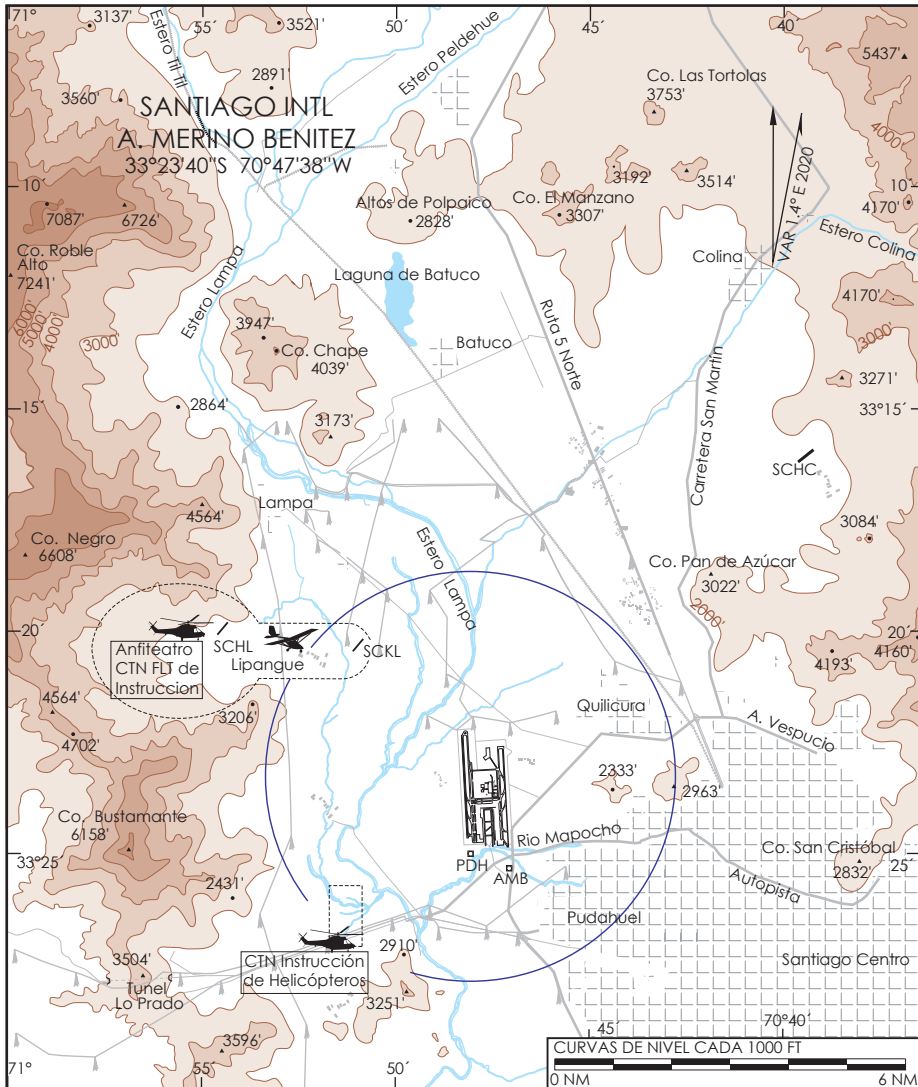 71°
3137'
55'
Estero Til Til
3521'
50'
Estero Peldehue
45'
40'
5437'
2891'
3560'
SANTIAGO INTL
A. MERINO BENITEZ
33°23'40"S 70°47'38"W
Co. Las Tortolas
3753'
4000'
VAR 1.4° E 2020
10'
7087'
6726'
Altos de Polpaico
2828'
Co. El Manzano
3307'
3192'
3514'
10'
4170'
Co. Roble
Alto
7241'
Estero Lampa
Laguna de Batuco
Colina
Estero Colina
6000'
5000'
4000'
3000'
3947'
Co. Chape
4039'
Batuco
Ruta 5 Norte
Carretera San Martín
4170'
3000'
3271'
15'
2864'
3173'
33°15'
SCHC
Lampa
4564'
Estero Lampa
3084'
Co. Negro
6608'
Co. Pan de Azúcar
3022'
2000'
20'
SCHL
Lipangue
SCKL
20'
4160'
4193'
Anfiteatro
CTN FLT de
Instruccion
4564'
3206'
4702'
Quilicura
A. Vespucio
2333'
2963'
Co. Bustamante
6158'
33°25'
Rio Mapocho
PDH
AMB
Co. San Cristóbal
2832'
25'
Autopista
2431'
Pudahuel
2910'
CTN Instrucción
de Helicópteros
Santiago Centro
3504'
Tunel
Lo Prado
3251'
3596'
71°
55'
50'
45'
70°40'
CURVAS DE NIVEL CADA 1000 FT
0 NM
6 NM